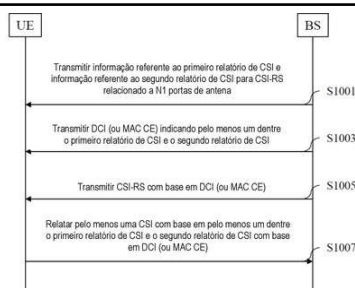 UE
BS
Transmitir informação referente ao primeiro relatório de CSI e
informação referente ao segundo relatório de CSI para CSI-RS
relacionado a N1 portas de antena
S1001
Transmitir DCI (ou MAC CE) indicando pelo menos um dentre
o primeiro relatório de CSI e o segundo relatório de CSI
S1003
Transmitir CSI-RS com base em DCI (ou MAC CE)
S1005
Relatar pelo menos uma CSI com base em pelo menos um dentre
o primeiro relatório de CSI e o segundo relatório de CSI com base
em DCI (ou MAC CE)
S1007